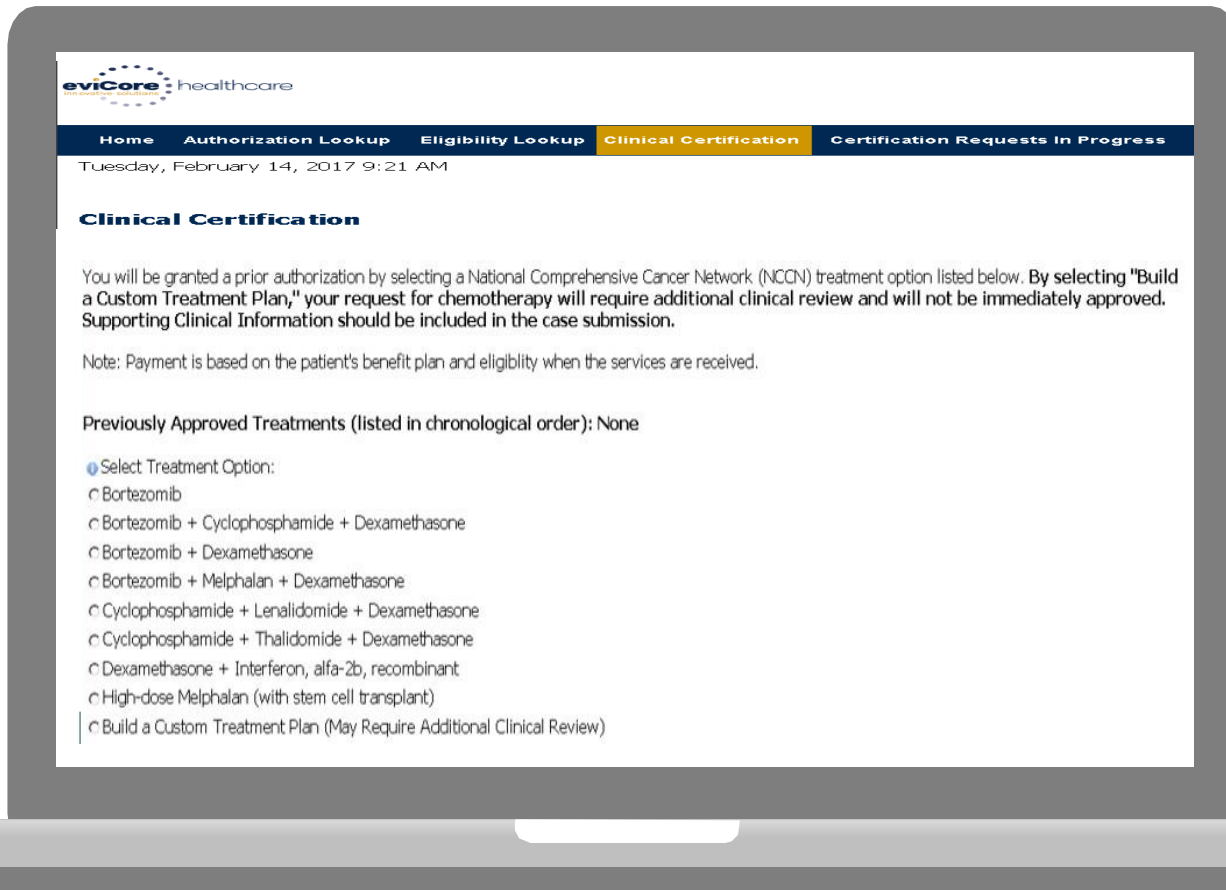 eviCore healthcare
innovative solutions
Home Authorization Lookup Eligibility Lookup Clinical Certification Certification Requests In Progress
Tuesday, February 14, 2017 9:21 AM
Clinical Certification
You will be granted a prior authorization by selecting a National Comprehensive Cancer Network (NCCN) treatment option listed below. By selecting "Build
a Custom Treatment Plan," your request for chemotherapy will require additional clinical review and will not be immediately approved.
Supporting Clinical Information should be included in the case submission.
Note: Payment is based on the patient's benefit plan and eligiblity when the services are received.
Previously Approved Treatments (listed in chronological order): None
Select Treatment Option:
Bortezomib
Bortezomib + Cyclophosphamide + Dexamethasone
Bortezomib + Dexamethasone
Bortezomib + Melphalan + Dexamethasone
Cyclophosphamide + Lenalidomide + Dexamethasone
Cyclophosphamide + Thalidomide + Dexamethasone
Dexamethasone + Interferon, alfa-2b, recombinant
High-dose Melphalan (with stem cell transplant)
Build a Custom Treatment Plan (May Require Additional Clinical Review)